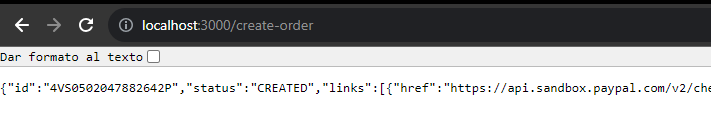 localhost:3000/create-order
Dar formato al texto
{"id":"4VS0502047882642P","status":"CREATED","links":[{"href":"https://api.sandbox.paypal.com/v2/che